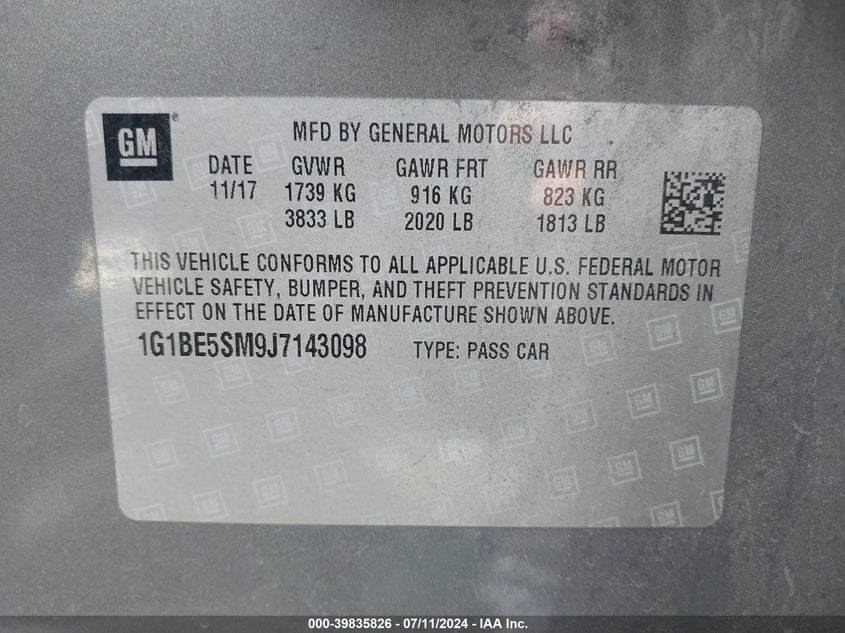 GM®
MFD BY GENERAL MOTORS LLC
DATE GVWR GAWR FRT GAWR RR
11/17 1739 KG 916 KG 823 KG
3833 LB 2020 LB 1813 LB
THIS VEHICLE CONFORMS TO ALL APPLICABLE U.S. FEDERAL MOTOR
VEHICLE SAFETY, BUMPER, AND THEFT PREVENTION STANDARDS IN
EFFECT ON THE DATE OF MANUFACTURE SHOWN ABOVE.
1G1BE5SM9J7143098 TYPE: PASS CAR
000-39835826 - 07/11/2024 - IAA Inc.